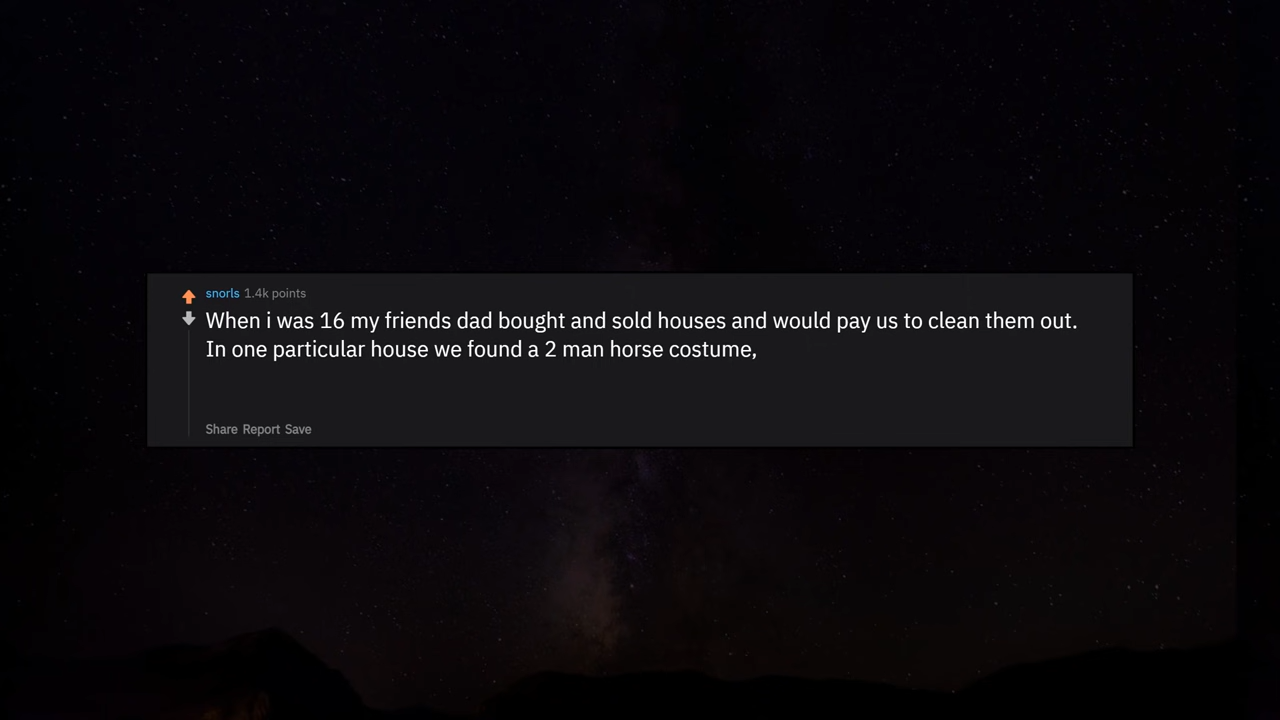 snorls 1.4k points
When i was 16 my friends dad bought and sold houses and would pay us to clean them out.
In one particular house we found a 2 man horse costume,
Share Report Save